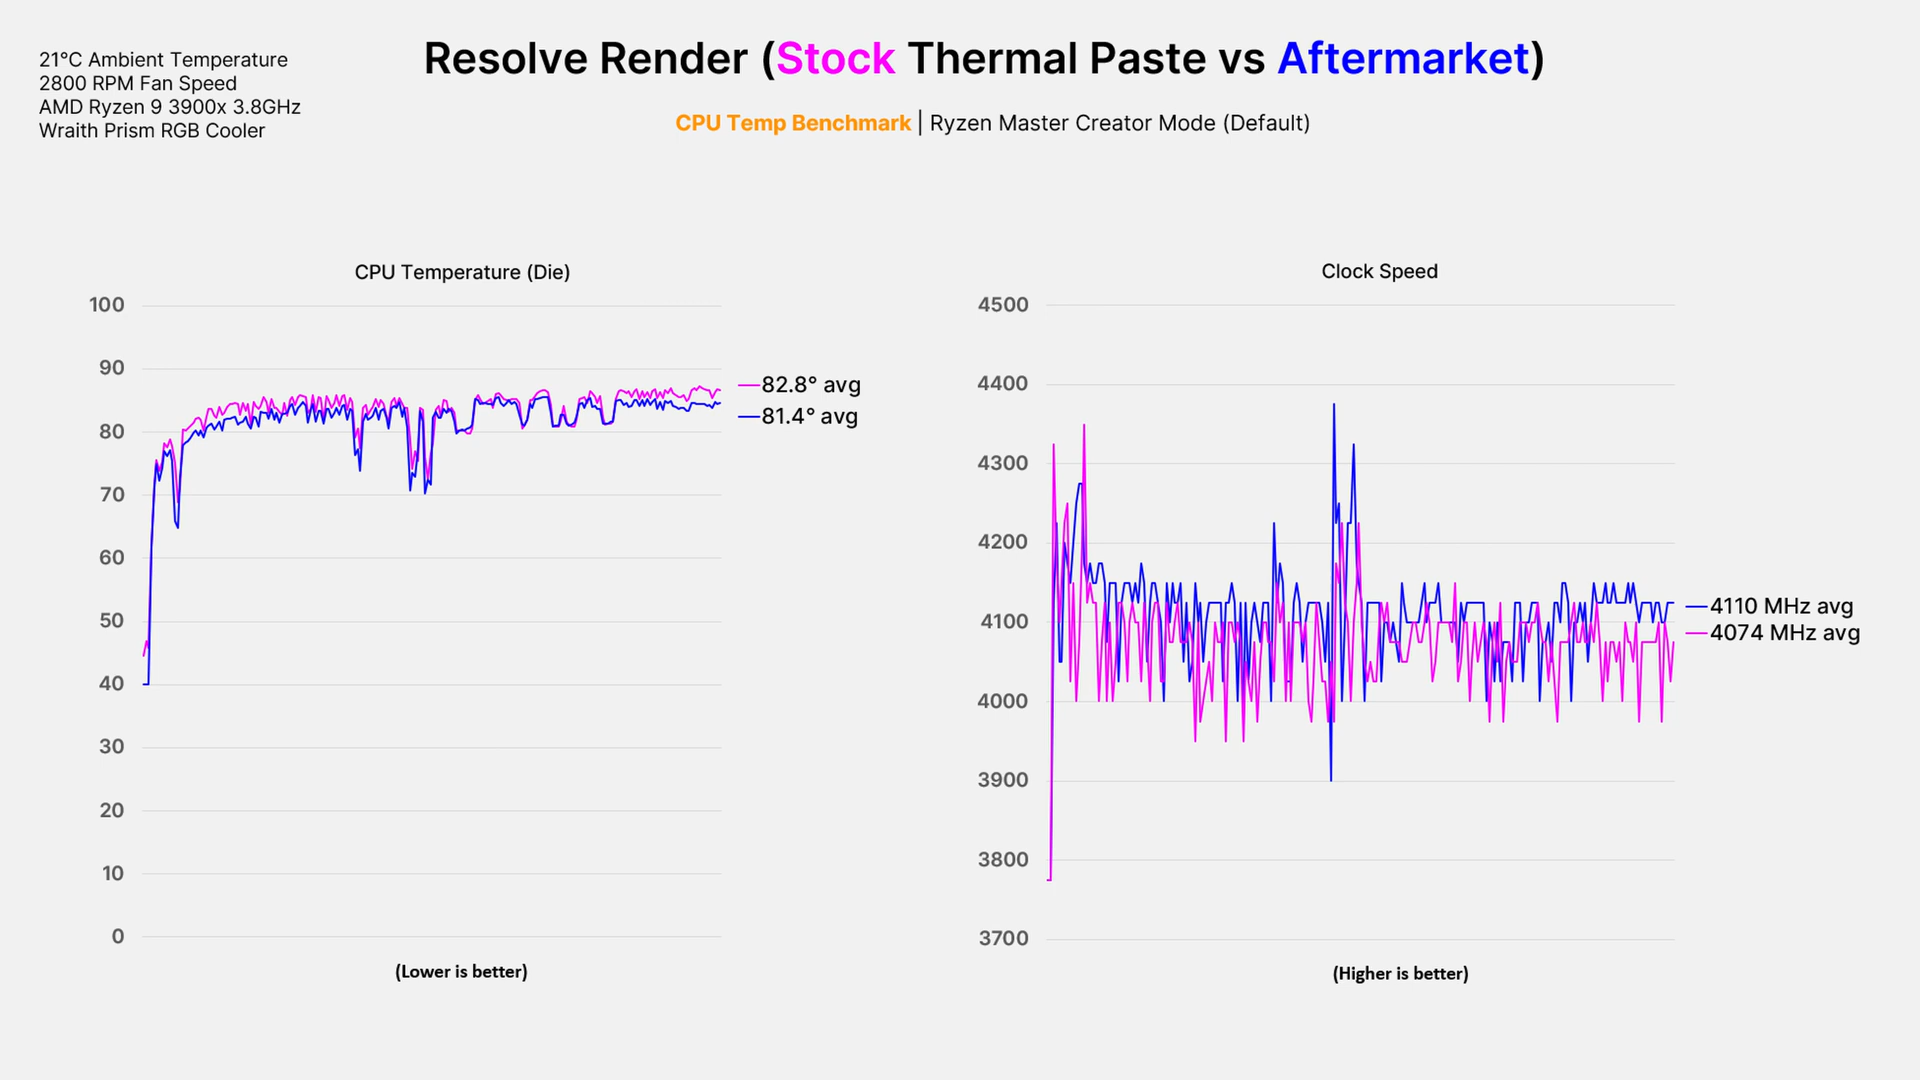 21°C Ambient Temperature
2800 RPM Fan Speed
AMD Ryzen 9 3900x 3.8GHz
Wraith Prism RGB Cooler
Resolve Render (Stock Thermal Paste vs Aftermarket)
CPU Temp Benchmark | Ryzen Master Creator Mode (Default)
CPU Temperature (Die)
100
90
80
70
60
50
40
30
20
10
0
82.8° avg
81.4° avg
(Lower is better)
Clock Speed
4500
4400
4300
4200
4100
4000
3900
3800
3700
4110 MHz avg
4074 MHz avg
(Higher is better)